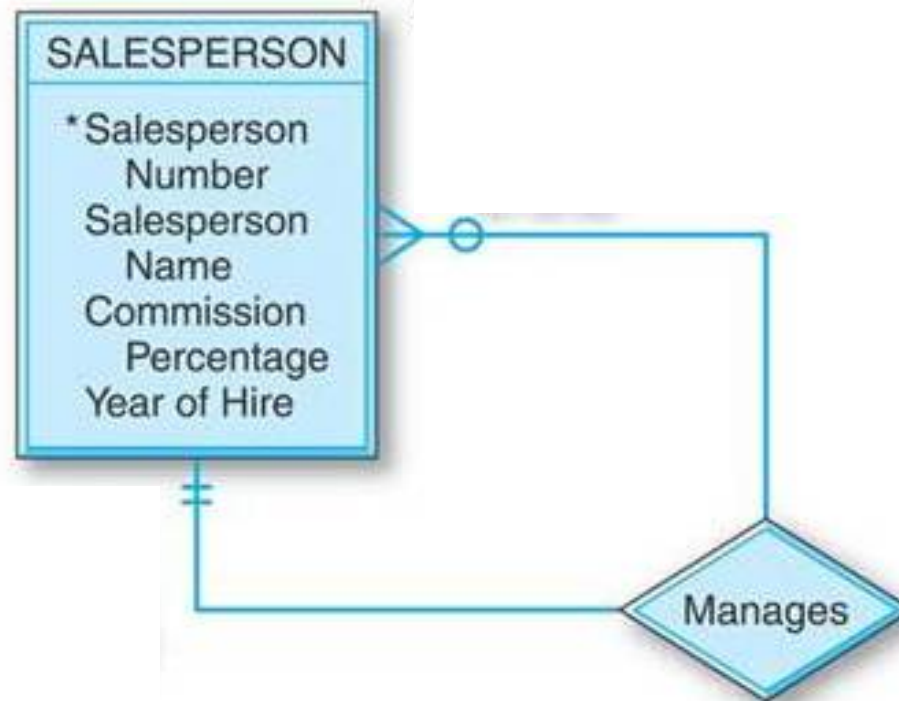 SALESPERSON
*Salesperson
Number
Salesperson
Name
Commission
Percentage
Year of Hire
Manages